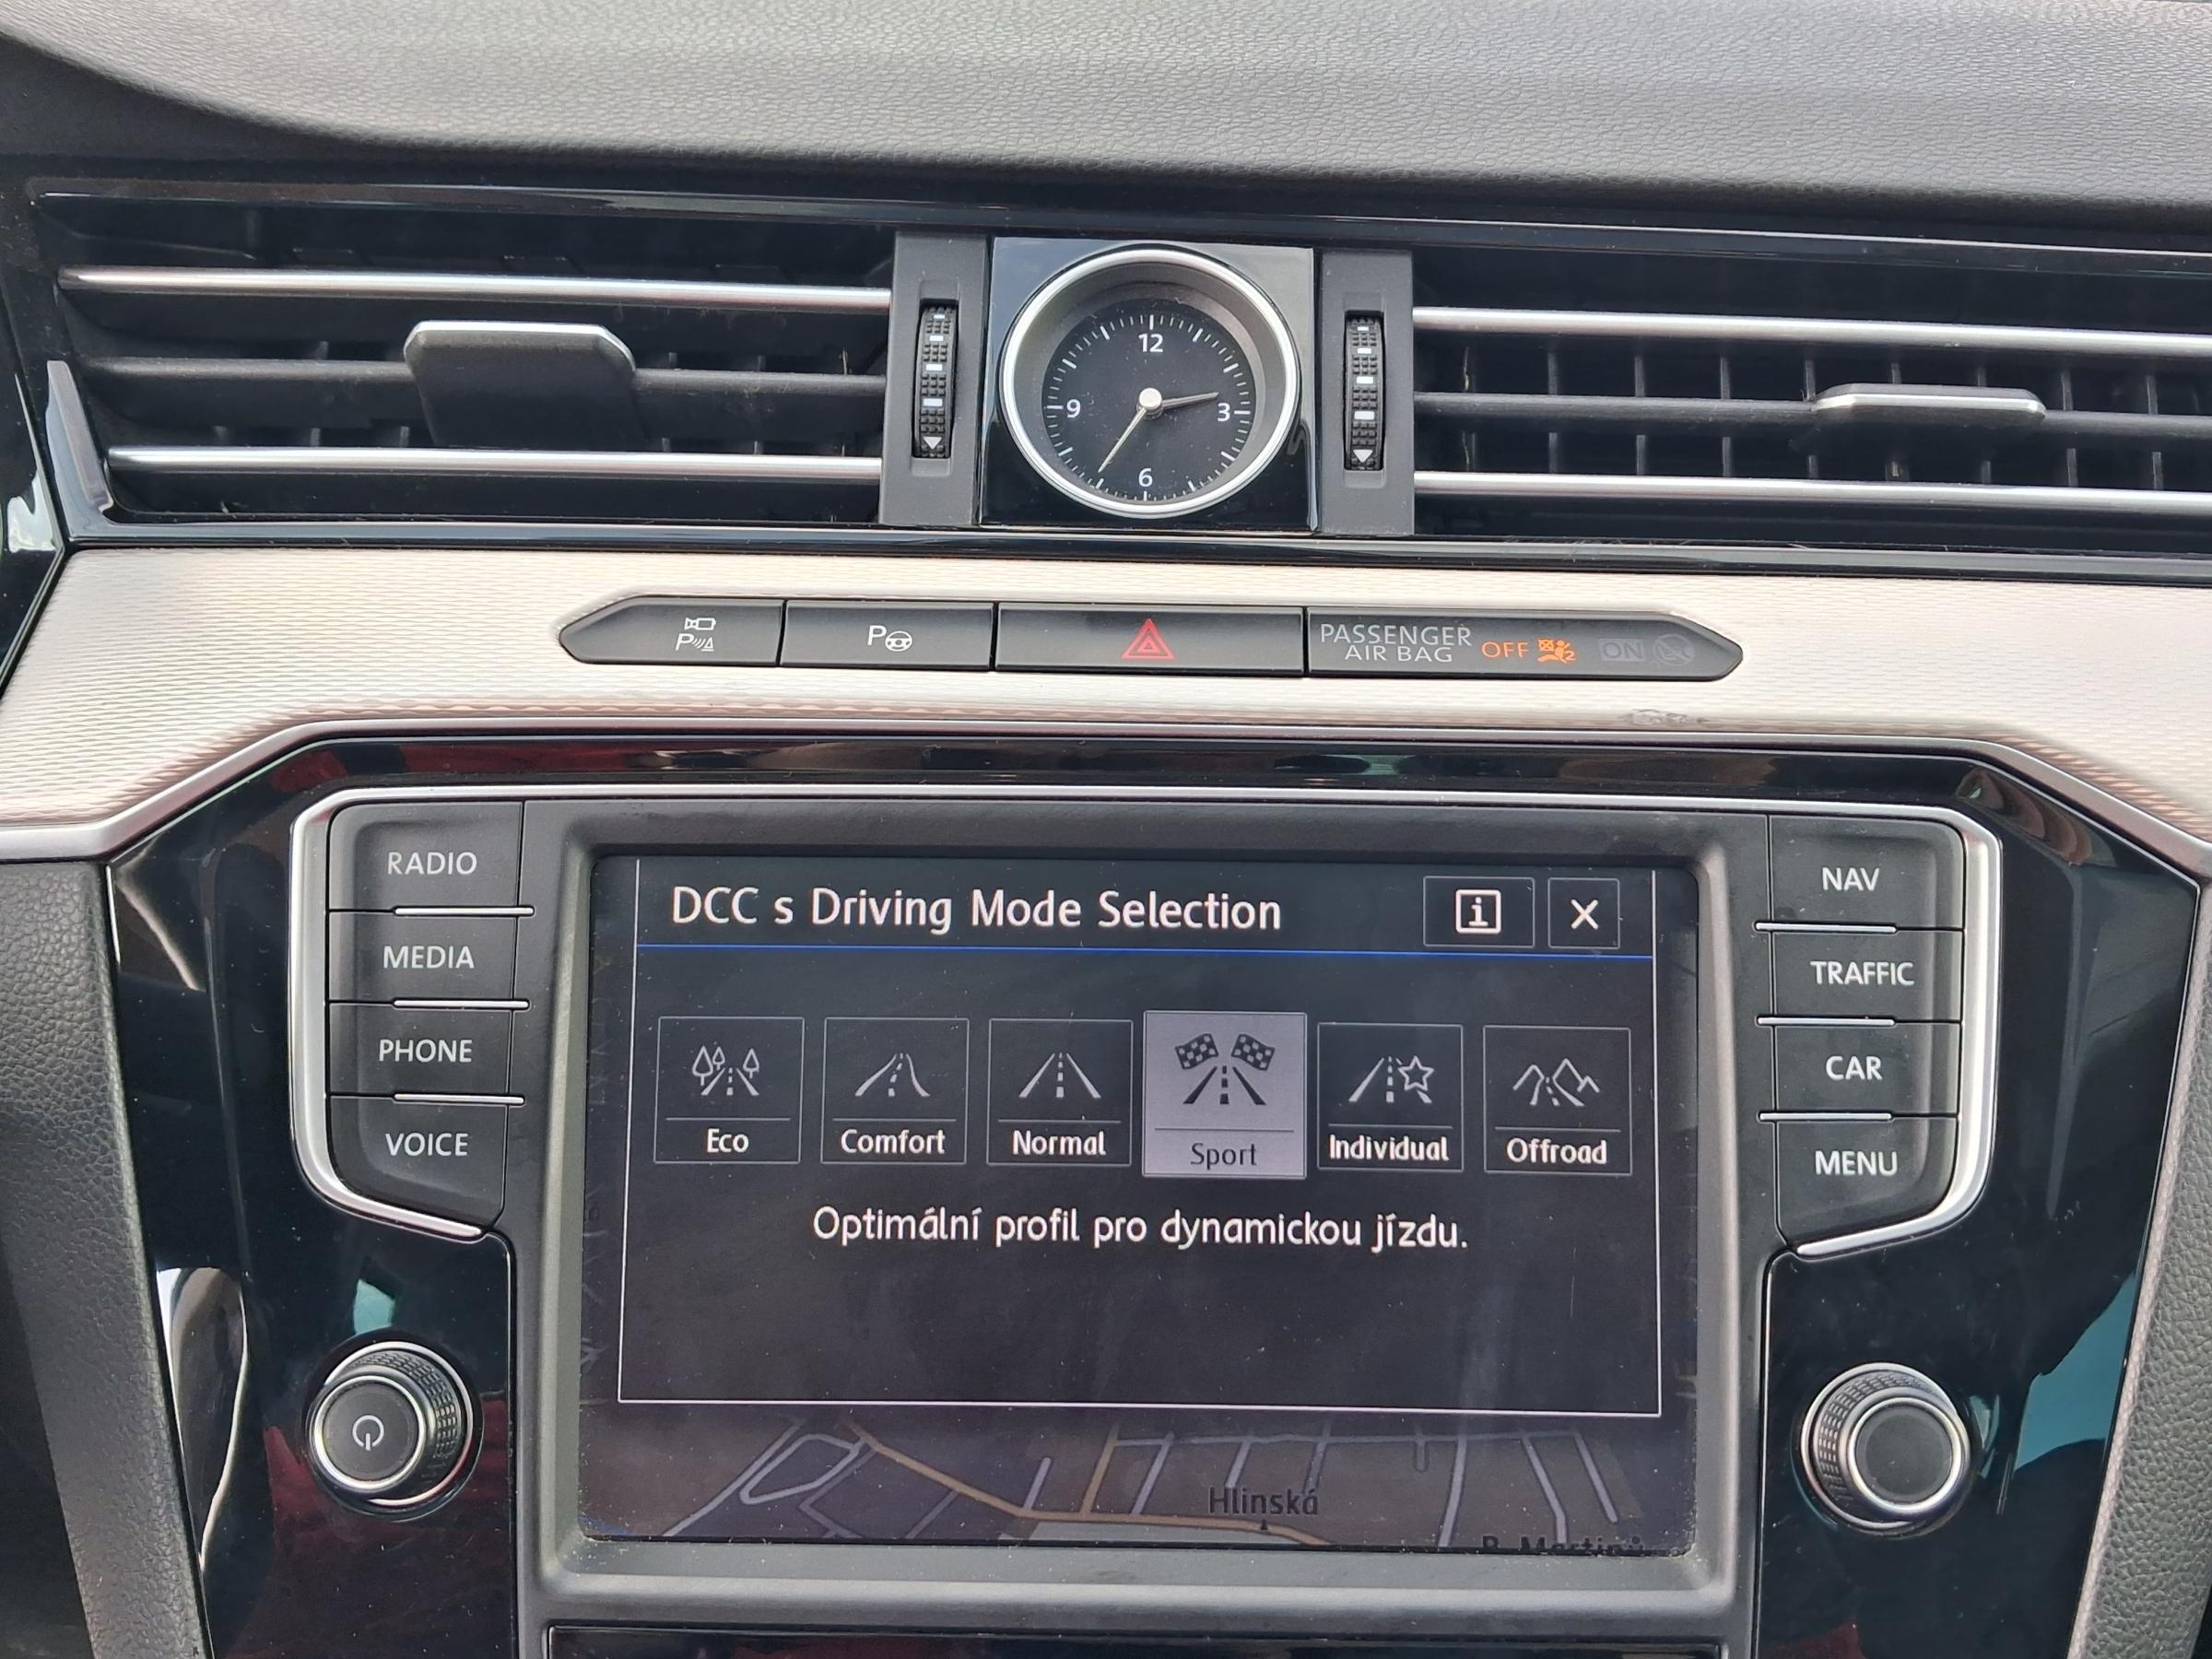 12
9
3
6
P
P
PASSENGER
AIR BAG
OFF
2
ON
RADIO
MEDIA
PHONE
VOICE
DCC s Driving Mode Selection
i
X
Eco
Comfort
Normal
Sport
Individual
Offroad
Optimální profil pro dynamickou jízdu.
Hlinská
NAV
TRAFFIC
CAR
MENU